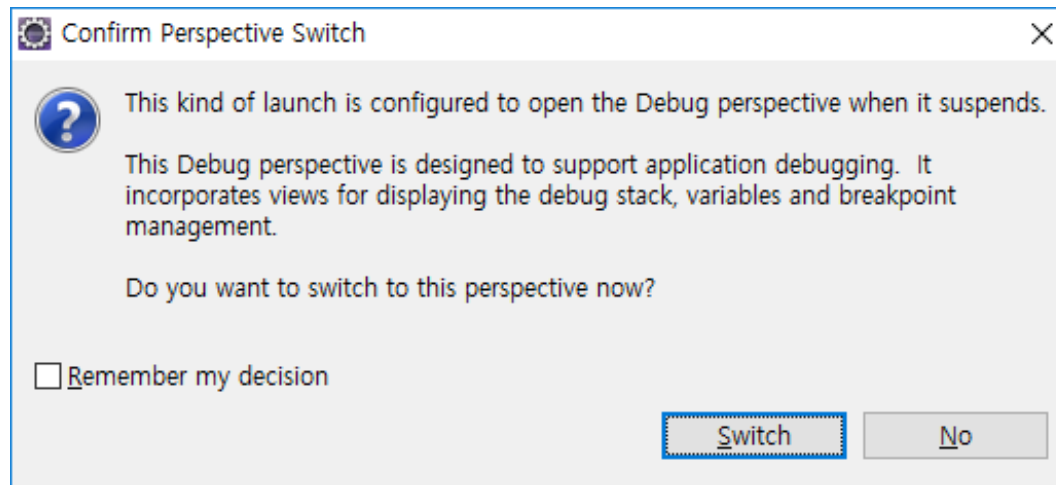 Confirm Perspective Switch
This kind of launch is configured to open the Debug perspective when it suspends.
This Debug perspective is designed to support application debugging.  It
incorporates views for displaying the debug stack, variables and breakpoint
management.
Do you want to switch to this perspective now?
Remember my decision
Switch
No